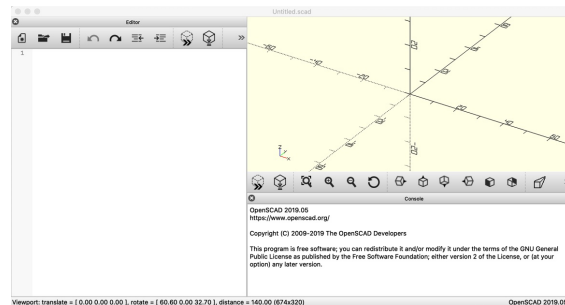 Untitled.scad
Editor
»
1
Z
y
x
Console
OpenSCAD 2019.05
https://www.openscad.org/
Copyright (C) 2009-2019 The OpenSCAD Developers
This program is free software; you can redistribute it and/or modify it under the terms of the GNU General
Public License as published by the Free Software Foundation; either version 2 of the License, or (at your
option) any later version.
Viewport: translate = [ 0.00 0.00 0.00 ], rotate = [ 60.60 0.00 32.70 ], distance = 140.00 (674x320)
OpenSCAD 2019.05